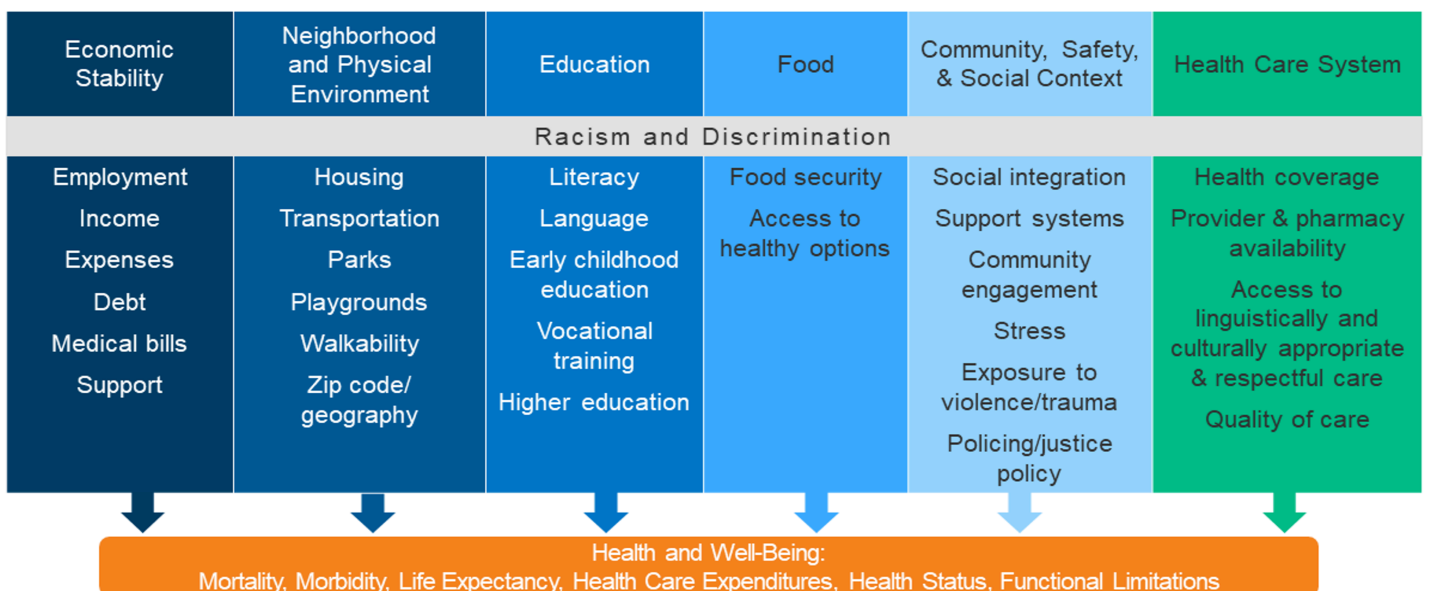 Economic
Stability
Neighborhood
and Physical
Environment
Education
Food
Community, Safety,
& Social Context
Health Care System
Racism and Discrimination
Employment
Income
Expenses
Debt
Medical bills
Support
Housing
Transportation
Parks
Playgrounds
Walkability
Zip code/
geography
Literacy
Language
Early childhood
education
Vocational
training
Higher education
Food security
Access to
healthy options
Social integration
Support systems
Community
engagement
Stress
Exposure to
violence/trauma
Policing/justice
policy
Health coverage
Provider & pharmacy
availability
Access to
linguistically and
culturally appropriate
& respectful care
Quality of care
Health and Well-Being:
Mortality, Morbidity, Life Expectancy, Health Care Expenditures, Health Status, Functional Limitations